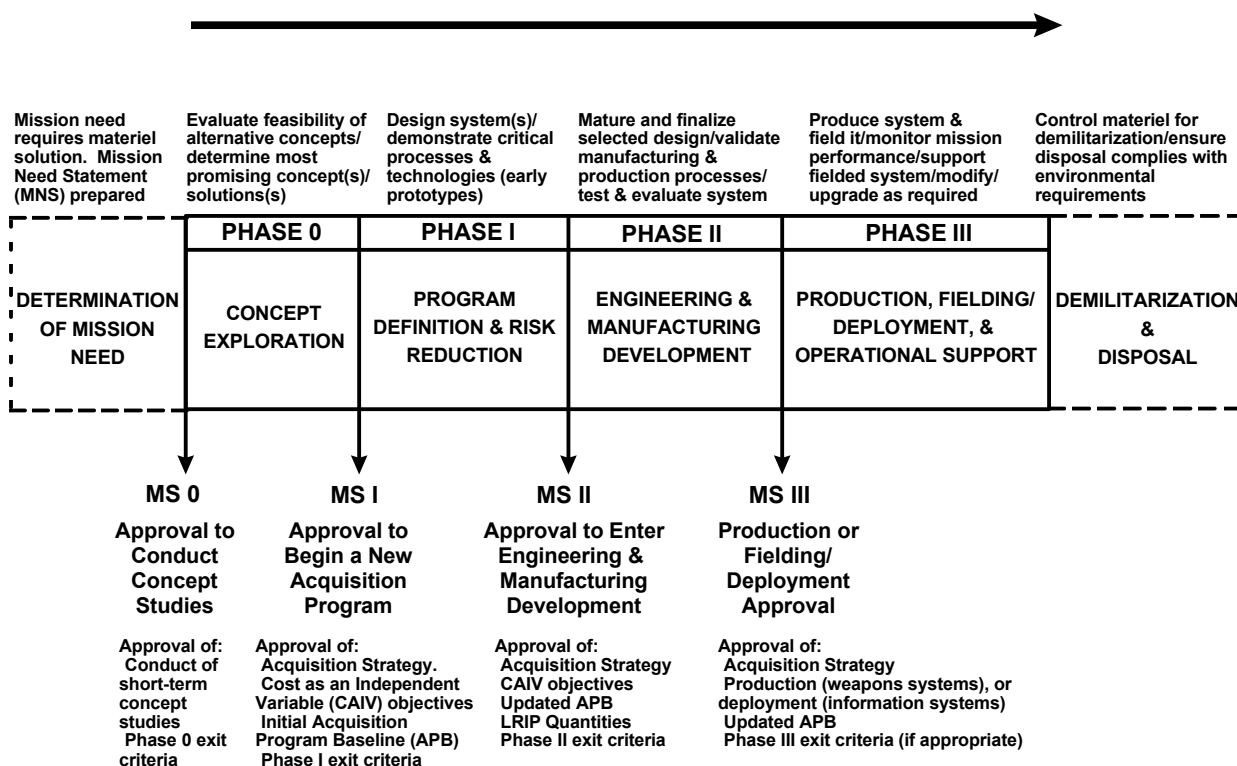 Mission need
requires materiel
solution.  Mission
Need Statement
(MNS) prepared
Evaluate feasibility of
alternative concepts/
determine most
promising concept(s)/
solutions(s)
Design system(s)/
demonstrate critical
processes &
technologies (early
prototypes)
Mature and finalize
selected design/validate
manufacturing &
production processes/
test & evaluate system
Produce system &
field it/monitor mission
performance/support
fielded system/modify/
upgrade as required
Control materiel for
demilitarization/ensure
disposal complies with
environmental
requirements
PHASE 0
PHASE I
PHASE II
PHASE III
DETERMINATION
OF MISSION
NEED
CONCEPT
EXPLORATION
PROGRAM
DEFINITION & RISK
REDUCTION
ENGINEERING &
MANUFACTURING
DEVELOPMENT
PRODUCTION, FIELDING/
DEPLOYMENT, &
OPERATIONAL SUPPORT
DEMILITARIZATION
&
DISPOSAL
MS 0
Approval to
Conduct
Concept
Studies
Approval of:
Conduct of
short-term
concept
studies
Phase 0 exit
criteria
MS I
Approval to
Begin a New
Acquisition
Program
Approval of:
Acquisition Strategy.
Cost as an Independent
Variable (CAIV) objectives
Initial Acquisition
Program Baseline (APB)
Phase I exit criteria
MS II
Approval to Enter
Engineering &
Manufacturing
Development
Approval of:
Acquisition Strategy
CAIV objectives
Updated APB
LRIP Quantities
Phase II exit criteria
MS III
Production or
Fielding/
Deployment
Approval
Approval of:
Acquisition Strategy
Production (weapons systems), or
deployment (information systems)
Updated APB
Phase III exit criteria (if appropriate)